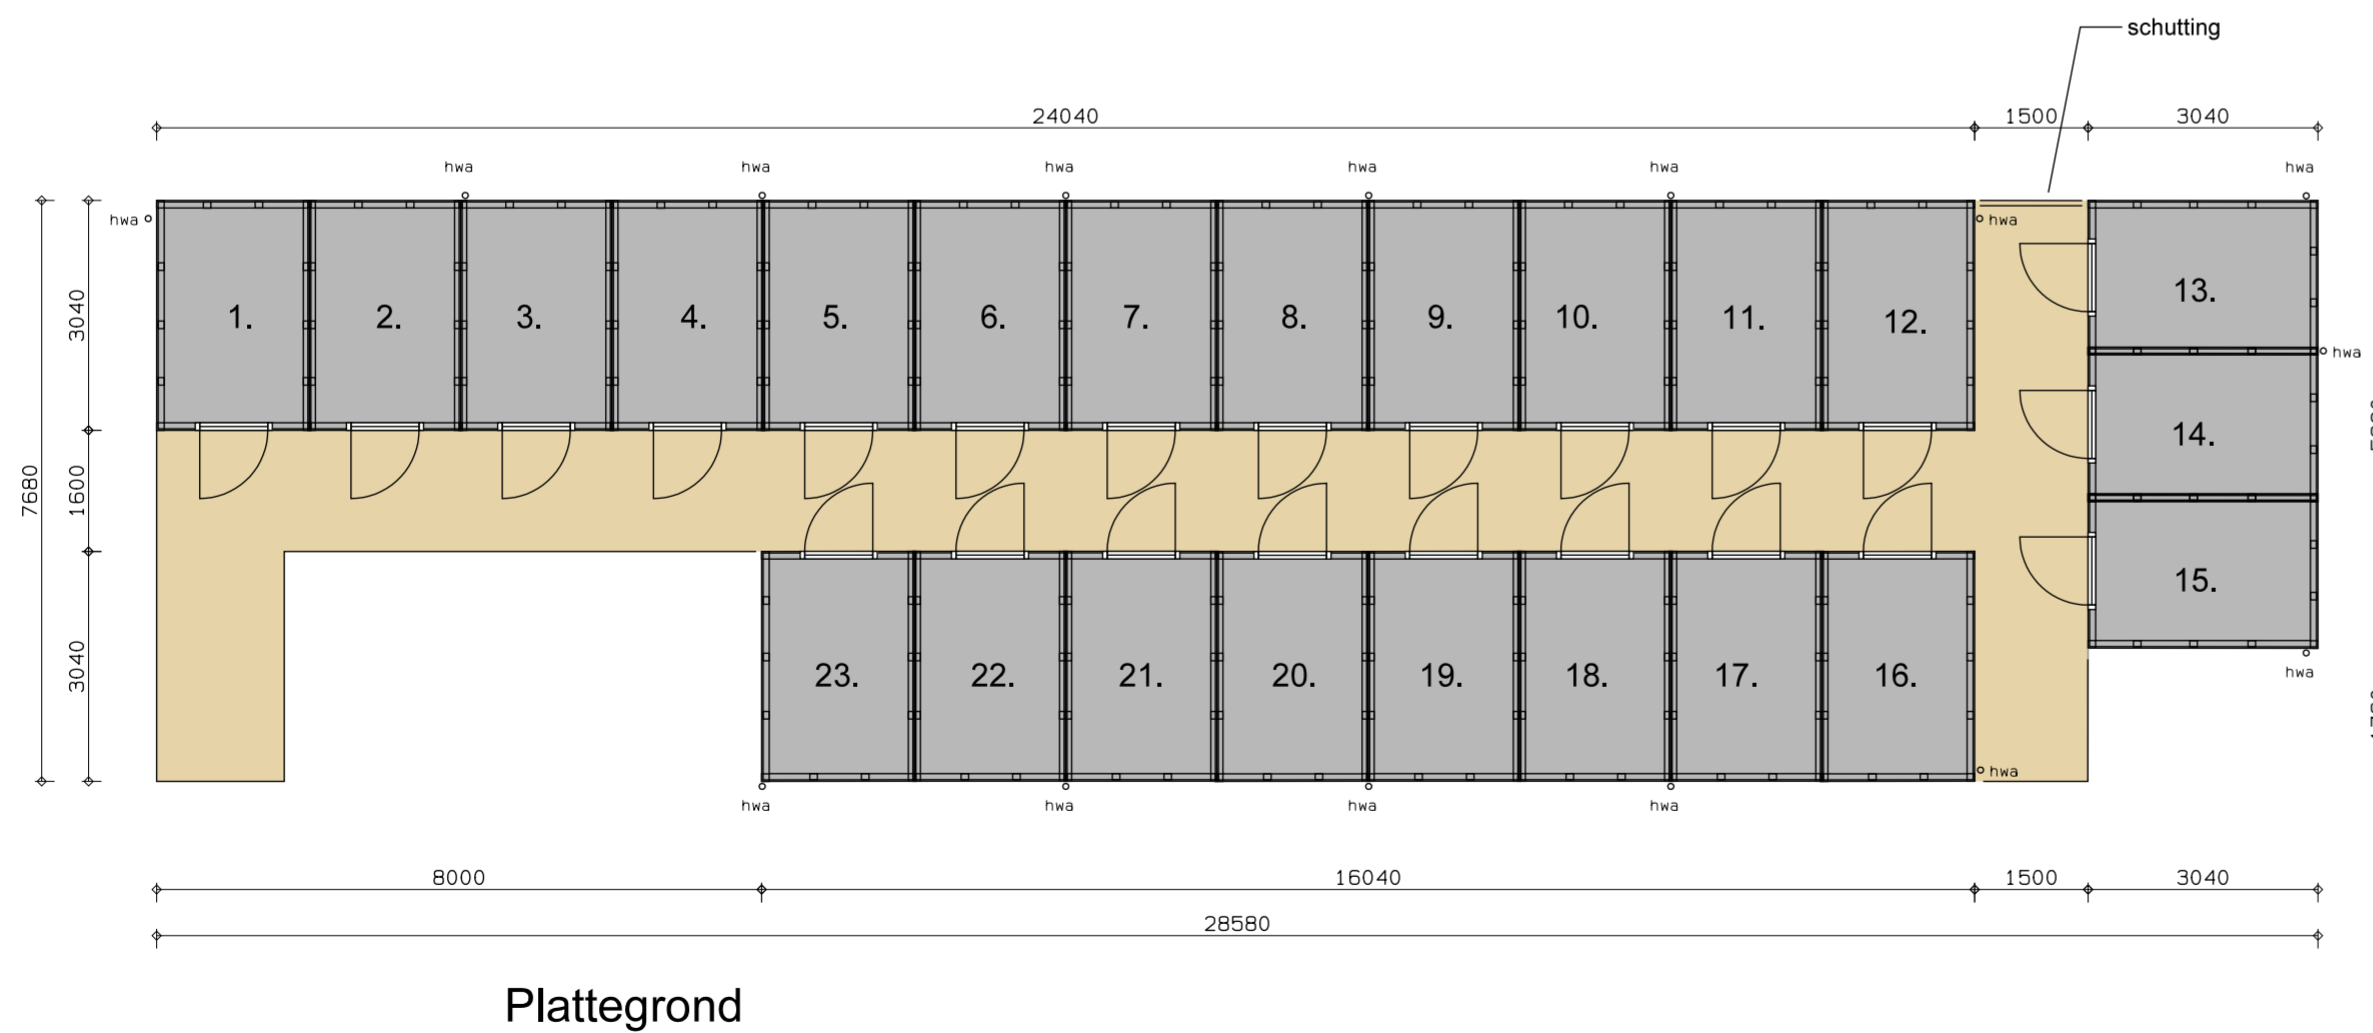 schutting
24040 1500 3040
hwa hwa hwa hwa hwa hwa
hwa hwa
1. 2. 3. 4. 5. 6. 7. 8. 9. 10. 11. 12. 13.
3040
hwa
14.
7680
1600
15.
3040
23. 22. 21. 20. 19. 18. 17. 16.
hwa
hwa
hwa hwa hwa hwa
8000 16040 1500 3040
28580
Plattegrond